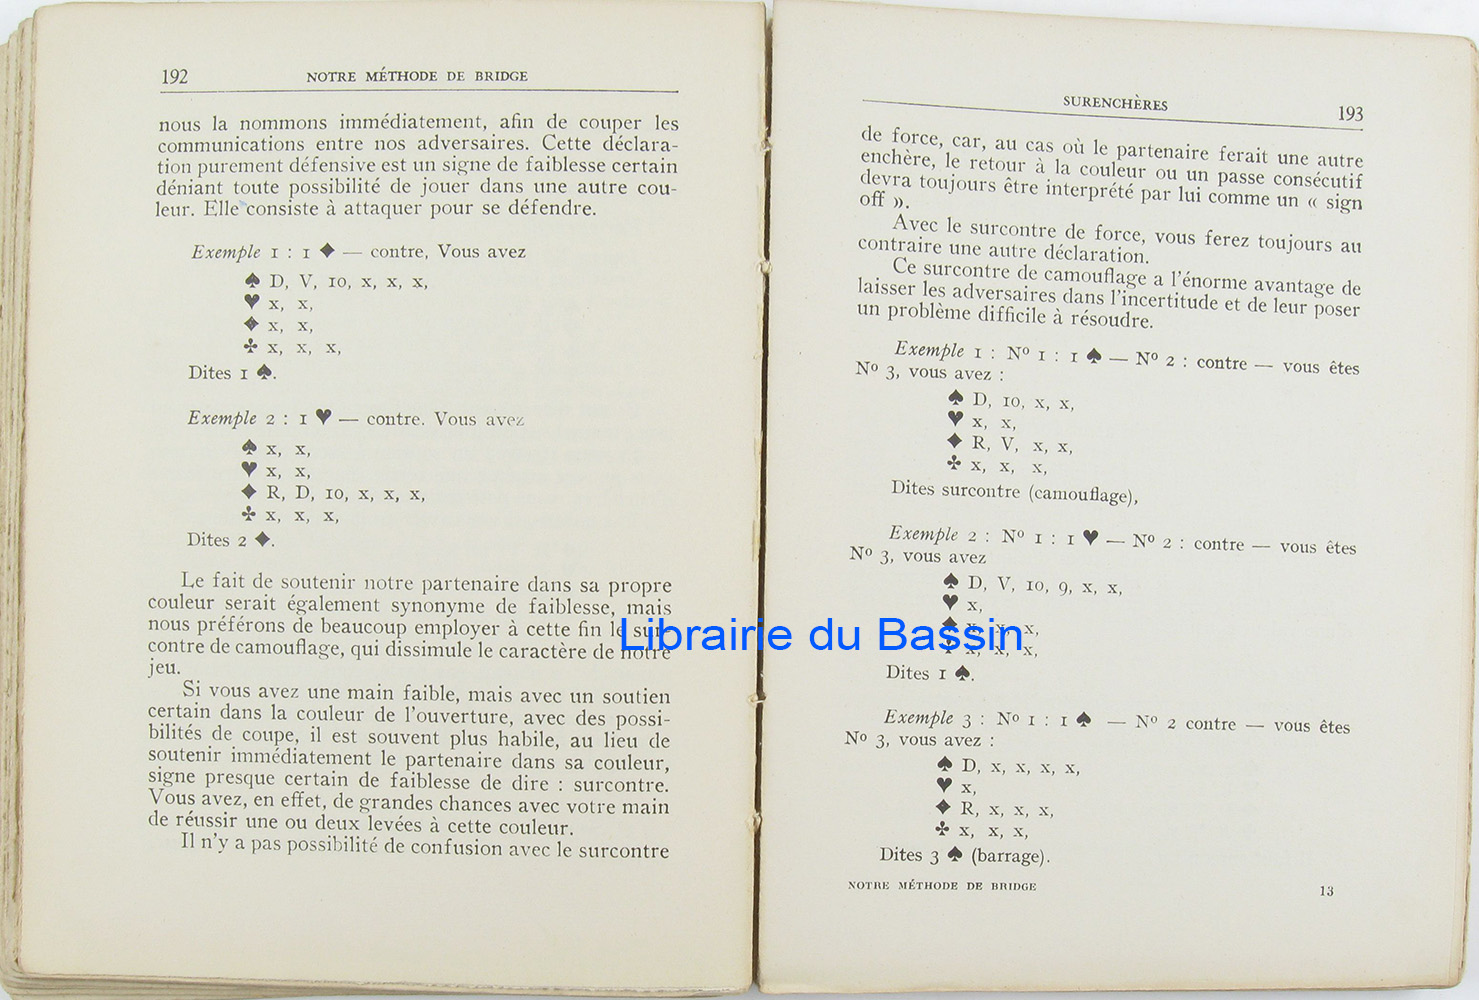 192
NOTRE MÉTHODE DE BRIDGE
nous la nommons immédiatement, afin de couper les
communications entre nos adversaires. Cette déclara-
tion purement défensive est un signe de faiblesse certain
déniant toute possibilité de jouer dans une autre cou-
leur. Elle consiste à attaquer pour se défendre.
Exemple 1 : 1 ♦ — contre, Vous avez
♠ D, V, 10, x, x, x,
♥ x, x,
♦ x, x,
♣ x, x, x,
Dites 1 ♠.
Exemple 2 : 1 ♥ — contre. Vous avez
♠ x, x,
♥ x, x,
♦ R, D, 10, x, x, x,
♣ x, x, x,
Dites 2 ♦.
Le fait de soutenir notre partenaire dans sa propre
couleur serait également synonyme de faiblesse, mais
nous préférons de beaucoup employer à cette fin le sur-
contre de camouflage, qui dissimule le caractère de notre
jeu.
Si vous avez une main faible, mais avec un soutien
certain dans la couleur de l'ouverture, avec des possi-
bilités de coupe, il est souvent plus habile, au lieu de
soutenir immédiatement le partenaire dans sa couleur,
signe presque certain de faiblesse de dire : surcontre.
Vous avez, en effet, de grandes chances avec votre main
de réussir une ou deux levées à cette couleur.
Il n'y a pas possibilité de confusion avec le surcontre
SURENCHÈRES
193
de force, car, au cas où le partenaire ferait une autre
enchère, le retour à la couleur ou un passe consécutif
devra toujours être interprété par lui comme un « sign
off ».
Avec le surcontre de force, vous ferez toujours au
contraire une autre déclaration.
Ce surcontre de camouflage a l'énorme avantage de
laisser les adversaires dans l'incertitude et de leur poser
un problème difficile à résoudre.
Exemple 1 : Nº 1 : 1 ♠ — Nº 2 : contre — vous êtes
Nº 3, vous avez :
♠ D, 10, x, x,
♥ x, x,
♦ R, V, x, x,
♣ x, x, x,
Dites surcontre (camouflage),
Exemple 2 : Nº 1 : 1 ♥ — Nº 2 : contre — vous êtes
Nº 3, vous avez
♠ D, V, 10, 9, x, x,
♥ x,
♦ x, x, x,
♣ x, x, x,
Dites 1 ♠.
Exemple 3 : Nº 1 : 1 ♠ — Nº 2 contre — vous êtes
Nº 3, vous avez :
♠ D, x, x, x, x,
♥ x,
♦ R, x, x, x,
♣ x, x, x,
Dites 3 ♠ (barrage).
NOTRE MÉTHODE DE BRIDGE
13
Librairie du Bassin